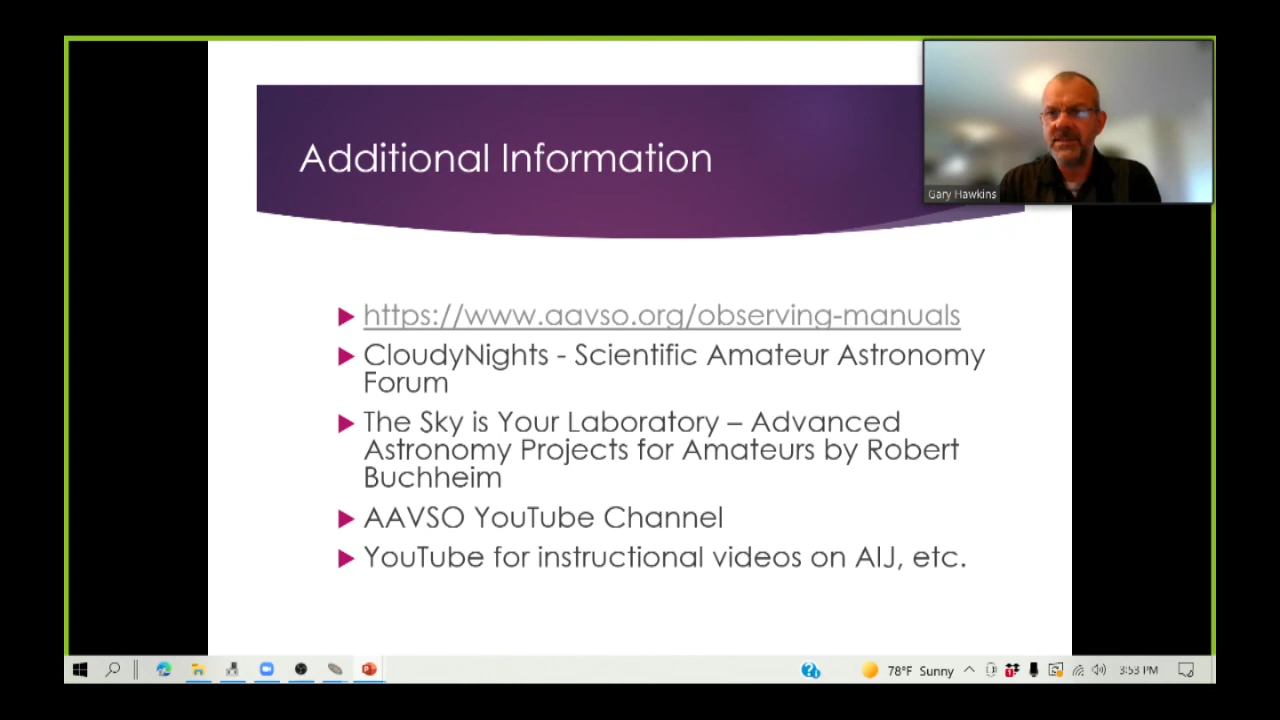 Additional Information
Gary Hawkins
https://www.aavso.org/observing-manuals
CloudyNights - Scientific Amateur Astronomy
Forum
The Sky is Your Laboratory – Advanced
Astronomy Projects for Amateurs by Robert
Buchheim
AAVSO YouTube Channel
YouTube for instructional videos on AIJ, etc.
78°F Sunny
3:53 PM